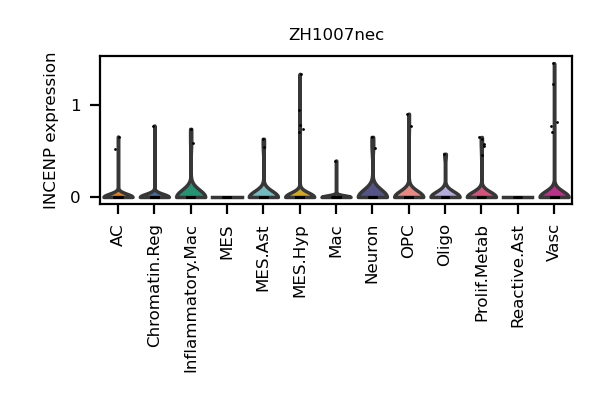 ZH1007nec
INCENP expression
1
0
AC
Chromatin.Reg
Inflammatory.Mac
MES
MES.Ast
MES.Hyp
Mac
Neuron
OPC
Oligo
Prolif.Metab
Reactive.Ast
Vasc